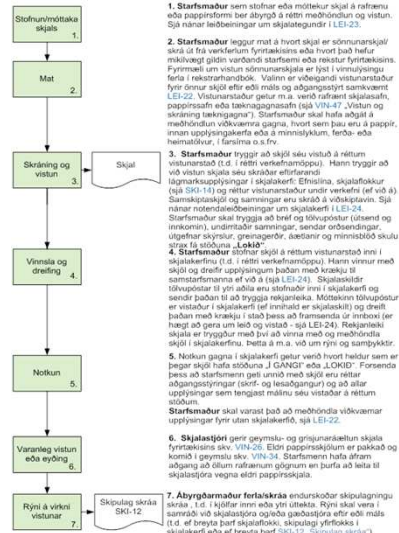 Stofnun/móttaka
skjals
1.
Mat
2.
Skráning og
vistun
3.
Skjal
Vinnsla og
dreifing
4.
Notkun
5.
Varanleg vistun
eða eyðing
6.
Rýni á virkni
vistunar
7.
Skipulag skráa
SKI-12
1. Starfsmaður sem stofnar eða móttekur skjal á rafrænu
eða pappírsformi ber ábyrgð á réttri meðhöndlun og vistun.
Sjá nánar leiðbeiningar um skjalategundir í LEI-23.
2. Starfsmaður leggur mat á hvort skjal er sönnunarskjal/
skrá út frá verkferlum fyrirtækisins eða hvort það hefur
mikilvægt gildin varðandi starfsemi eða rekstur fyrirtækisins.
Fyrirmæli um vistun sönnunarskjala er lýst í vinnulýsingu
ferla í rekstrarhandbók. Valinn er viðeigandi vistunarstaður
fyrir önnur skjöl eftir eðli máls og aðgangsstýrt samkvæmt
LEI-22. Vistunarstaður getur m.a. verið rafrænt skjalasafn,
pappírssafn eða tæknagagnasafn (sjá VIN-47 „Vistun og
skráning tæknigagna"). Starfsmaður skal hafa aðgát á
meðhöndlun viðkvæmra gagna, hvort sem þau eru á pappír,
innan upplýsingakerfa eða á minnislyklum, ferða- eða
heimatölvur, í farsíma o.s.frv.
3. Starfsmaður tryggir að skjöl séu vistuð á réttum
vistunarstað (t.d. í réttri verkefnamöppu). Hann tryggir að
við vistun skjala séu skráðar eftirfarandi
lágmarksupplýsingar í skjalakerfi: Efnislína, skjalaflokkur
(sjá SKI-14) og réttur vistunarstaður undir verkefni (ef við á).
Samskiptaskjöl og samningar eru skráð á viðskiptavin. Sjá
nánar notendaleiðbeiningar um skjalakerfi í LEI-24.
Starfsmaður skal tryggja að bréf og tölvupóstar (útsend og
innkomin), undirritaðir samningar, sendar orðsendingar,
útgefnar skýrslur, greinagerðir, áætlanir og minnisblöð skulu
strax fá stöðuna „Lokið".
4. Starfsmaður stofnar skjöl á réttum vistunarstað inni í
skjalakerfinu (t.d. í réttri verkefnamöppu). Hann vinnur með
skjöl og dreifir upplýsingum þaðan með krækju til
samstarfsmanna ef við á (sjá LEI-24). Skjalaskildir
tölvupóstar til ytri aðila eru stofnaðir inni í skjalakerfi og
sendir þaðan til að tryggja rekjanleika. Móttekinn tölvupóstur
er vistaður í skjalakerfi (ef innihald er skjalaskilt) og dreift
þaðan með krækju í stað þess að framsenda úr innboxi (er
hægt að gera um leið og vistað - sjá LEI-24). Rekjanleiki
skjala er tryggður með því að vinna með og meðhöndla
skjöl í skjalakerfinu. Þetta á m.a. við um rýni og samþykktir.
5. Notkun gagna í skjalakerfi getur verið hvort heldur sem er
þegar skjöl hafa stöðuna „Í GANGI" eða „LOKID". Forsenda
þess að starfsmenn geti unnið með skjöl eru réttar
aðgangsstýringar (skrif- og lesaðgangur) og að allar
upplýsingar sem tengjast málinu séu vistaðar á réttum
stöðum.
Starfsmaður skal varast það að meðhöndla viðkvæmar
upplýsingar fyrir utan skjalakerfið, sjá LEI-22.
6. Skjalastjóri gerir geymslu- og grisjunaráætlun skjala
fyrirtækisins skv. VIN-26. Eldri pappírsskjölum er pakkað og
komið í geymslu skv. VIN-34. Starfsmenn hafa áfram
aðgang að öllum rafrænum gögnum en þurfa að leita til
skjalastjóra vegna eldri pappírsskjala.
7. Ábyrgðarmaður ferla/skráa endurskoðar skipulagningu
skráa , t.d. í kjölfar innri eða ytri úttekta. Rýni skal vera í
samráði við skjalastjóra og/eða gæðastjóra eftir eðli máls
(t.d. ef breyta þarf skjalaflokki, skipulagi yfirflokks í
skjalakerfi eða ef breyta þarf SKI-12 „Skipulag skráa")